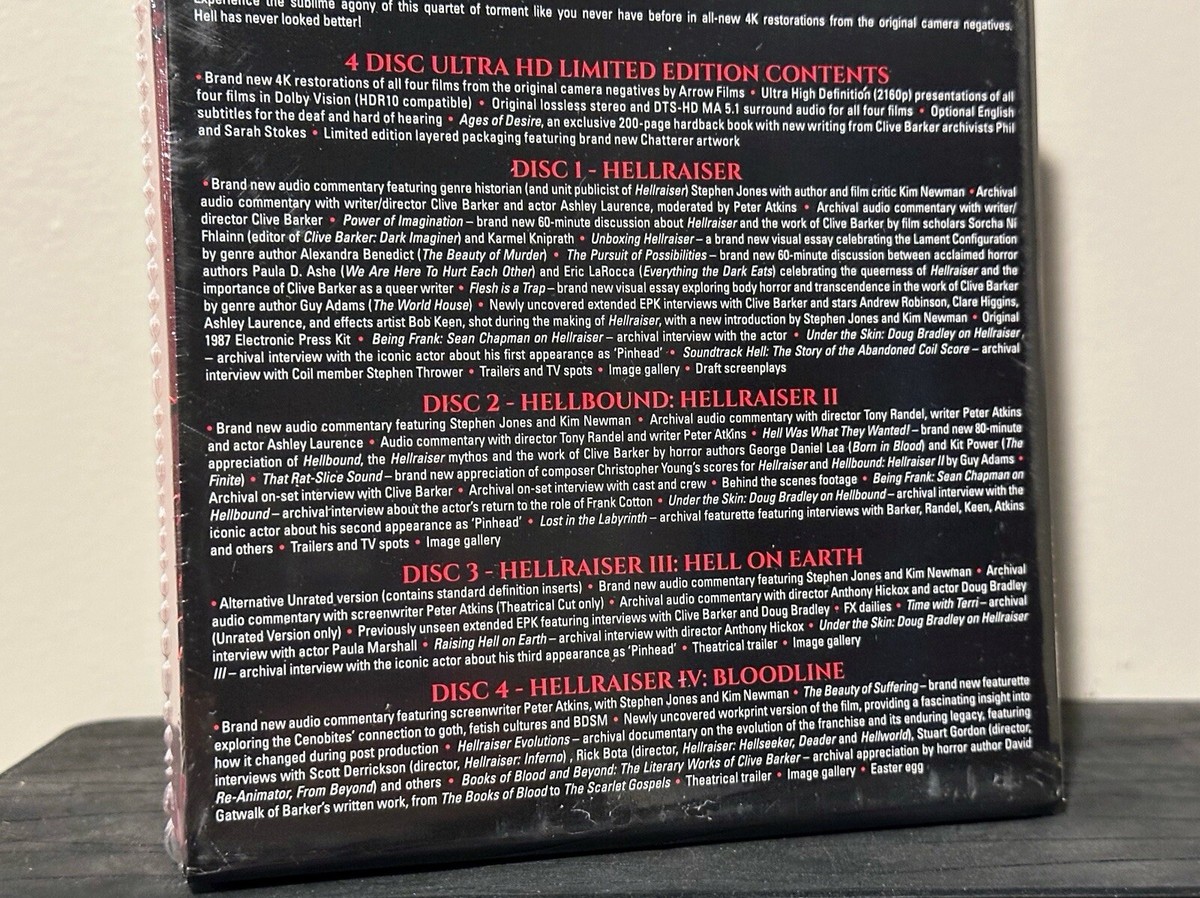 Experience the sublime agony of this quartet of torment like you never have before in all-new 4K restorations from the original camera negatives.
Hell has never looked better!
4 DISC ULTRA HD LIMITED EDITION CONTENTS
• Brand new 4K restorations of all four films from the original camera negatives by Arrow Films • Ultra High Definition (2160p) presentations of all
four films in Dolby Vision (HDR10 compatible) • Original lossless stereo and DTS-HD MA 5.1 surround audio for all four films • Optional English
subtitles for the deaf and hard of hearing • Ages of Desire, an exclusive 200-page hardback book with new writing from Clive Barker archivists Phil
and Sarah Stokes • Limited edition layered packaging featuring brand new Chatterer artwork
DISC 1 - HELLRAISER
• Brand new audio commentary featuring genre historian (and unit publicist of Hellraiser) Stephen Jones with author and film critic Kim Newman • Archival
audio commentary with writer/director Clive Barker and actor Ashley Laurence, moderated by Peter Atkins • Archival audio commentary with writer/
director Clive Barker • Power of Imagination – brand new 60-minute discussion about Hellraiser and the work of Clive Barker by film scholars Sorcha Ní
Fhlainn (editor of Clive Barker: Dark Imaginer) and Karmel Kniprath • Unboxing Hellraiser – a brand new visual essay celebrating the Lament Configuration
by genre author Alexandra Benedict (The Beauty of Murder) • The Pursuit of Possibilities – brand new 60-minute discussion between acclaimed horror
authors Paula D. Ashe (We Are Here To Hurt Each Other) and Eric LaRocca (Everything the Dark Eats) celebrating the queerness of Hellraiser and the
importance of Clive Barker as a queer writer • Flesh is a Trap – brand new visual essay exploring body horror and transcendence in the work of Clive Barker
by genre author Guy Adams (The World House) • Newly uncovered extended EPK interviews with Clive Barker and stars Andrew Robinson, Clare Higgins,
Ashley Laurence, and effects artist Bob Keen, shot during the making of Hellraiser, with a new introduction by Stephen Jones and Kim Newman • Original
1987 Electronic Press Kit • Being Frank: Sean Chapman on Hellraiser – archival interview with the actor • Under the Skin: Doug Bradley on Hellraiser
– archival interview with the iconic actor about his first appearance as 'Pinhead' • Soundtrack Hell: The Story of the Abandoned Coil Score – archival
interview with Coil member Stephen Thrower • Trailers and TV spots • Image gallery • Draft screenplays
DISC 2 - HELLBOUND: HELLRAISER II
• Brand new audio commentary featuring Stephen Jones and Kim Newman • Archival audio commentary with director Tony Randel, writer Peter Atkins
and actor Ashley Laurence • Audio commentary with director Tony Randel and writer Peter Atkins • Hell Was What They Wanted! – brand new 80-minute
appreciation of Hellbound, the Hellraiser mythos and the work of Clive Barker by horror authors George Daniel Lea (Born in Blood) and Kit Power (The
Finite) • That Rat-Slice Sound – brand new appreciation of composer Christopher Young's scores for Hellraiser and Hellbound: Hellraiser II by Guy Adams •
Archival on-set interview with Clive Barker • Archival on-set interview with cast and crew • Behind the scenes footage • Being Frank: Sean Chapman on
Hellbound – archival interview about the actor's return to the role of Frank Cotton • Under the Skin: Doug Bradley on Hellbound – archival interview with the
iconic actor about his second appearance as 'Pinhead' • Lost in the Labyrinth – archival featurette featuring interviews with Barker, Randel, Keen, Atkins
and others • Trailers and TV spots • Image gallery
DISC 3 - HELLRAISER III: HELL ON EARTH
• Alternative Unrated version (contains standard definition inserts) • Brand new audio commentary featuring Stephen Jones and Kim Newman • Archival
audio commentary with screenwriter Peter Atkins (Theatrical Cut only) • Archival audio commentary with director Anthony Hickox and actor Doug Bradley
(Unrated Version only) • Previously unseen extended EPK featuring interviews with Clive Barker and Doug Bradley • FX dailies • Time with Terri – archival
interview with actor Paula Marshall • Raising Hell on Earth – archival interview with director Anthony Hickox • Under the Skin: Doug Bradley on Hellraiser
III – archival interview with the iconic actor about his third appearance as 'Pinhead' • Theatrical trailer • Image gallery
DISC 4 - HELLRAISER IV: BLOODLINE
• Brand new audio commentary featuring screenwriter Peter Atkins, with Stephen Jones and Kim Newman • The Beauty of Suffering – brand new featurette
exploring the Cenobites' connection to goth, fetish cultures and BDSM • Newly uncovered workprint version of the film, providing a fascinating insight into
how it changed during post production • Hellraiser Evolutions – archival documentary on the evolution of the franchise and its enduring legacy, featuring
interviews with Scott Derrickson (director, Hellraiser: Inferno) , Rick Bota (director, Hellraiser: Hellseeker, Deader and Hellworld), Stuart Gordon (director,
Re-Animator, From Beyond) and others • Books of Blood and Beyond: The Literary Works of Clive Barker – archival appreciation by horror author David
Gatwalk of Barker's written work, from The Books of Blood to The Scarlet Gospels • Theatrical trailer • Image gallery • Easter egg